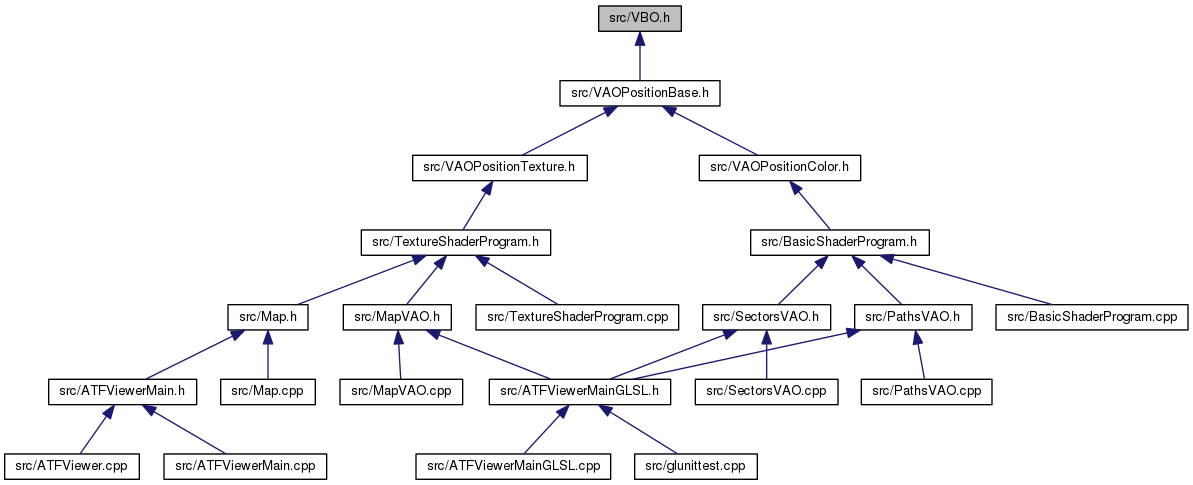 src/VBO.h
src/VAOPositionBase.h
src/VAOPositionTexture.h
src/VAOPositionColor.h
src/TextureShaderProgram.h
src/BasicShaderProgram.h
src/Map.h
src/MapVAO.h
src/TextureShaderProgram.cpp
src/SectorsVAO.h
src/PathsVAO.h
src/BasicShaderProgram.cpp
src/ATFViewerMain.h
src/Map.cpp
src/MapVAO.cpp
src/ATFViewerMainGLSL.h
src/SectorsVAO.cpp
src/PathsVAO.cpp
src/ATFViewer.cpp
src/ATFViewerMain.cpp
src/ATFViewerMainGLSL.cpp
src/glunittest.cpp